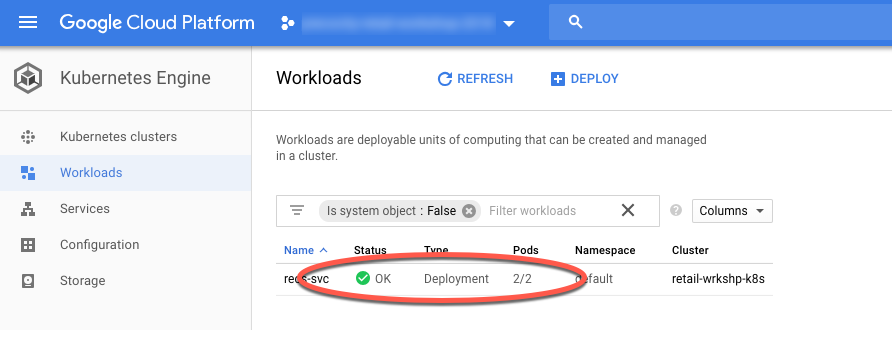 Google Cloud Platform
Kubernetes Engine
Workloads
REFRESH
DEPLOY
Kubernetes clusters
Workloads
Services
Configuration
Storage
Workloads are deployable units of computing that can be created and managed
in a cluster.
Is system object : False
Filter workloads
Columns
Name Status Type Pods Namespace Cluster
recs-svc OK Deployment 2/2 default retail-wrkshp-k8s